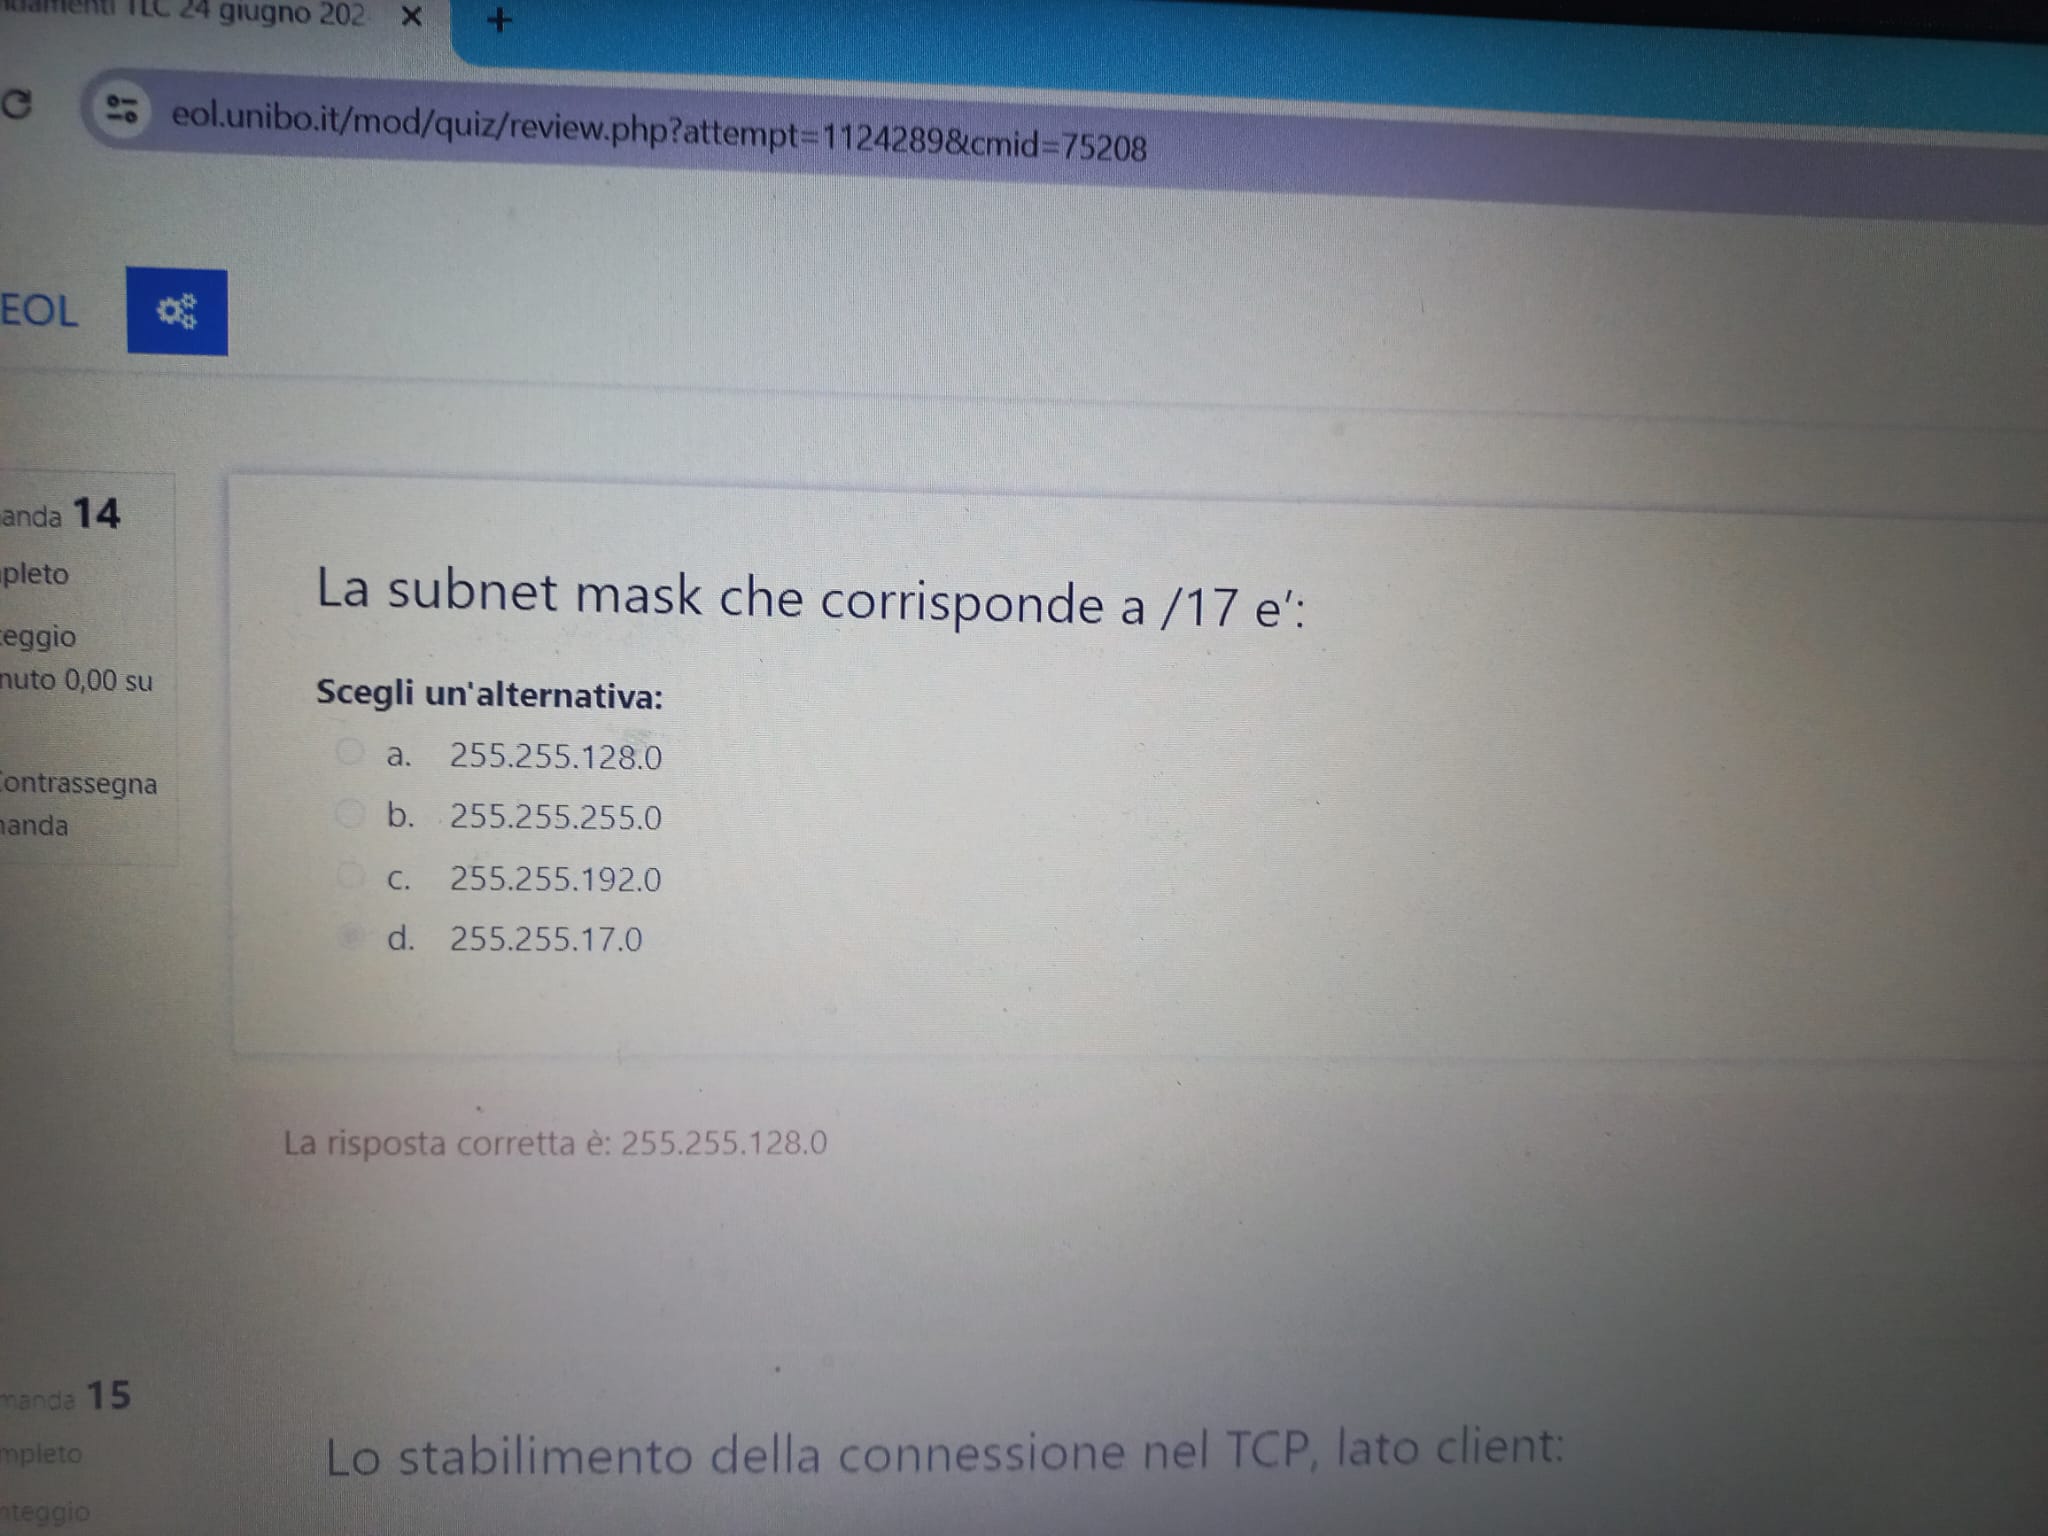 TLC 24 giugno 202
eol.unibo.it/mod/quiz/review.php?attempt=1124289&cmid=75208
EOL
anda 14
pleto
eggio
nuto 0,00 su
ontrassegna
anda
La subnet mask che corrisponde a /17 e':
Scegli un'alternativa:
a. 255.255.128.0
b. 255.255.255.0
c. 255.255.192.0
d. 255.255.17.0
La risposta corretta è: 255.255.128.0
manda 15
mpleto
nteggio
Lo stabilimento della connessione nel TCP, lato client: